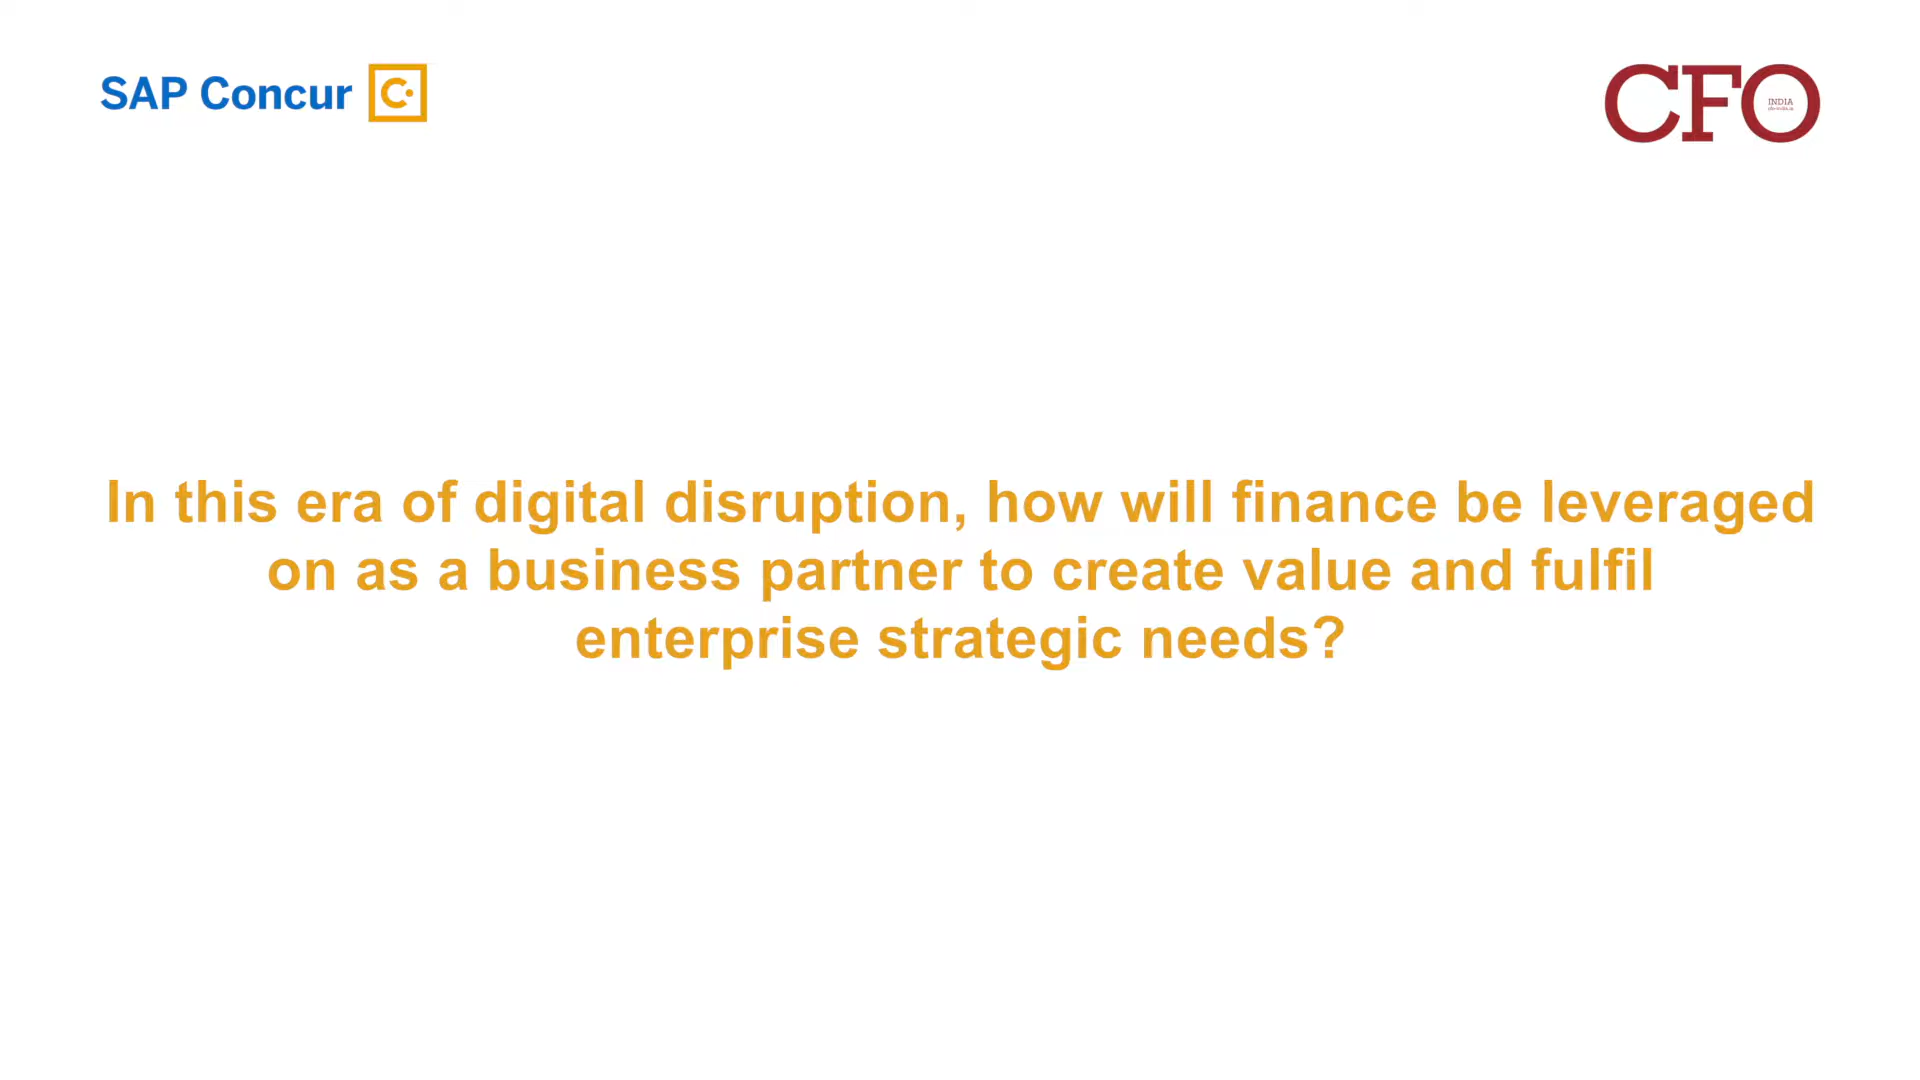 SAP Concur C.
CFO
INDIA
In this era of digital disruption, how will finance be leveraged
on as a business partner to create value and fulfil
enterprise strategic needs?